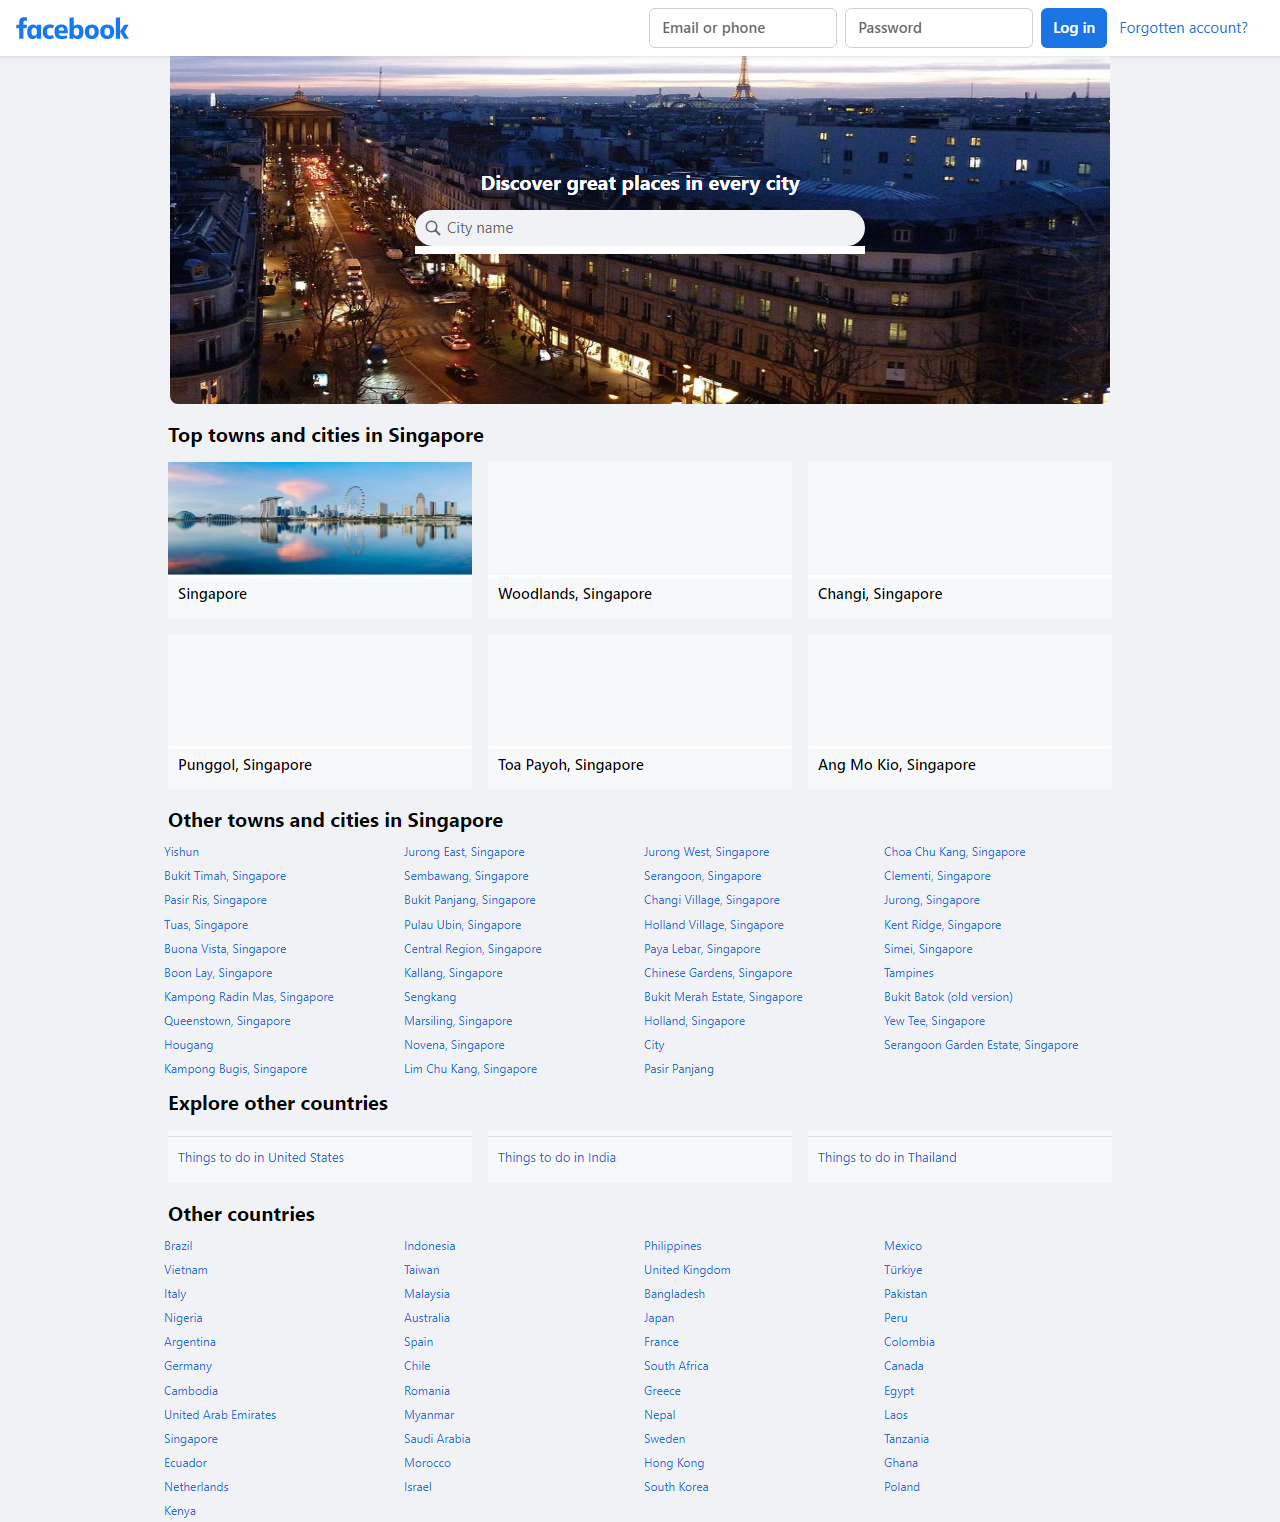 facebook
Email or phone
Password
Log in
Forgotten account?
Discover great places in every city
City name
Top towns and cities in Singapore
Singapore
Woodlands, Singapore
Changi, Singapore
Punggol, Singapore
Toa Payoh, Singapore
Ang Mo Kio, Singapore
Other towns and cities in Singapore
Yishun
Jurong East, Singapore
Jurong West, Singapore
Choa Chu Kang, Singapore
Bukit Timah, Singapore
Sembawang, Singapore
Serangoon, Singapore
Clementi, Singapore
Pasir Ris, Singapore
Bukit Panjang, Singapore
Changi Village, Singapore
Jurong, Singapore
Tuas, Singapore
Pulau Ubin, Singapore
Holland Village, Singapore
Kent Ridge, Singapore
Buona Vista, Singapore
Central Region, Singapore
Paya Lebar, Singapore
Simei, Singapore
Boon Lay, Singapore
Kallang, Singapore
Chinese Gardens, Singapore
Tampines
Kampong Radin Mas, Singapore
Sengkang
Bukit Merah Estate, Singapore
Bukit Batok (old version)
Queenstown, Singapore
Marsiling, Singapore
Holland, Singapore
Yew Tee, Singapore
Hougang
Novena, Singapore
City
Serangoon Garden Estate, Singapore
Kampong Bugis, Singapore
Lim Chu Kang, Singapore
Pasir Panjang
Explore other countries
Things to do in United States
Things to do in India
Things to do in Thailand
Other countries
Brazil
Indonesia
Philippines
Mexico
Vietnam
Taiwan
United Kingdom
Türkiye
Italy
Malaysia
Bangladesh
Pakistan
Nigeria
Australia
Japan
Peru
Argentina
Spain
France
Colombia
Germany
Chile
South Africa
Canada
Cambodia
Romania
Greece
Egypt
United Arab Emirates
Myanmar
Nepal
Laos
Singapore
Saudi Arabia
Sweden
Tanzania
Ecuador
Morocco
Hong Kong
Ghana
Netherlands
Israel
South Korea
Poland
Kenya